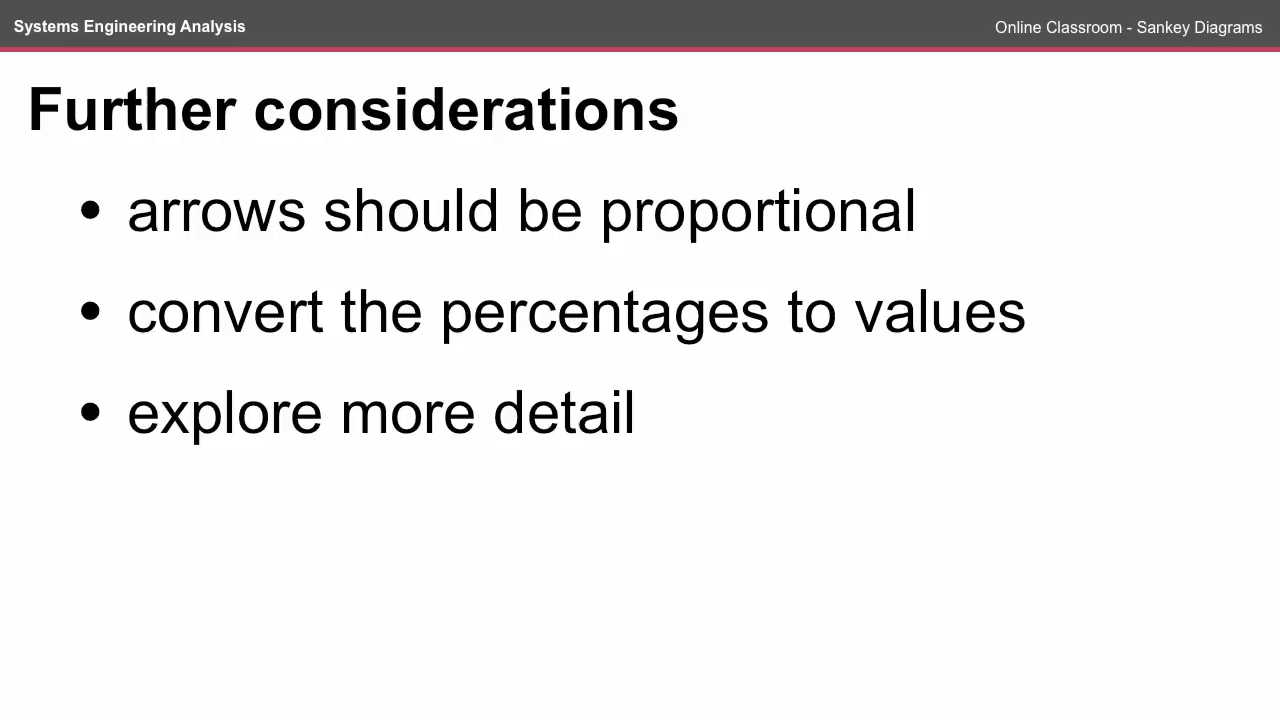 Systems Engineering Analysis
Online Classroom - Sankey Diagrams
Further considerations
• arrows should be proportional
• convert the percentages to values
• explore more detail